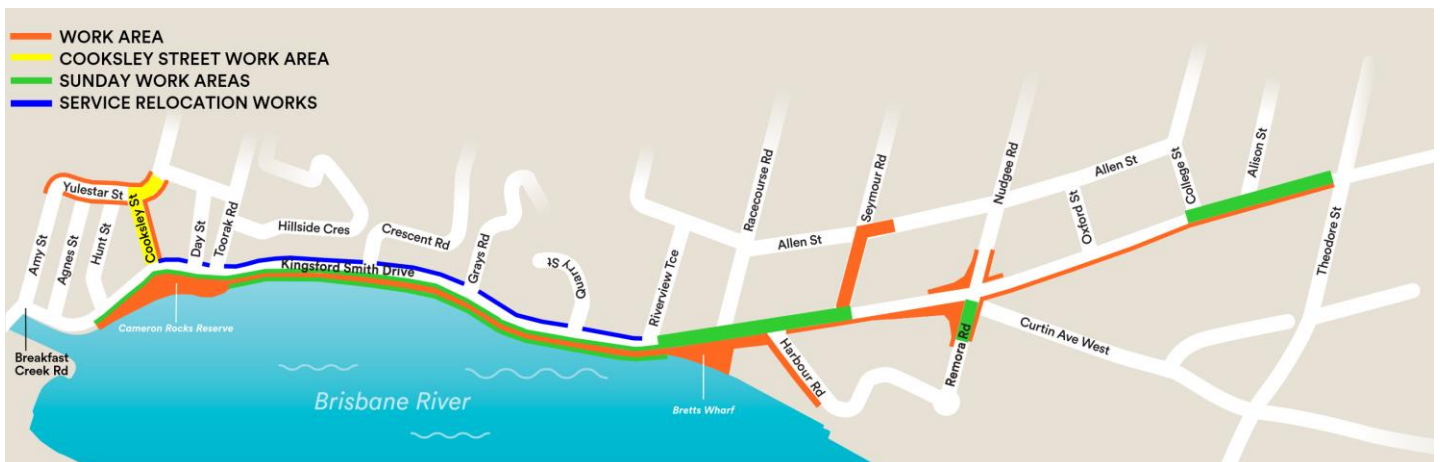 WORK AREA
COOKSLEY STREET WORK AREA
SUNDAY WORK AREAS
SERVICE RELOCATION WORKS
Yulestar St
Cooksley St
Amy St
Agnes St
Hunt St
Day St
Toorak Rd
Hillside Cres
Crescent Rd
Grays Rd
Quarry St
Kingsford Smith Drive
Riverview Tce
Racecourse Rd
Allen St
Seymour Rd
Nudgee Rd
Allen St
Oxford St
College St
Alison St
Theodore St
Cameron Rocks Reserve
Breakfast
Creek Rd
Brisbane River
Bretts Wharf
Harbour Rd
Remora Rd
Curtin Ave West